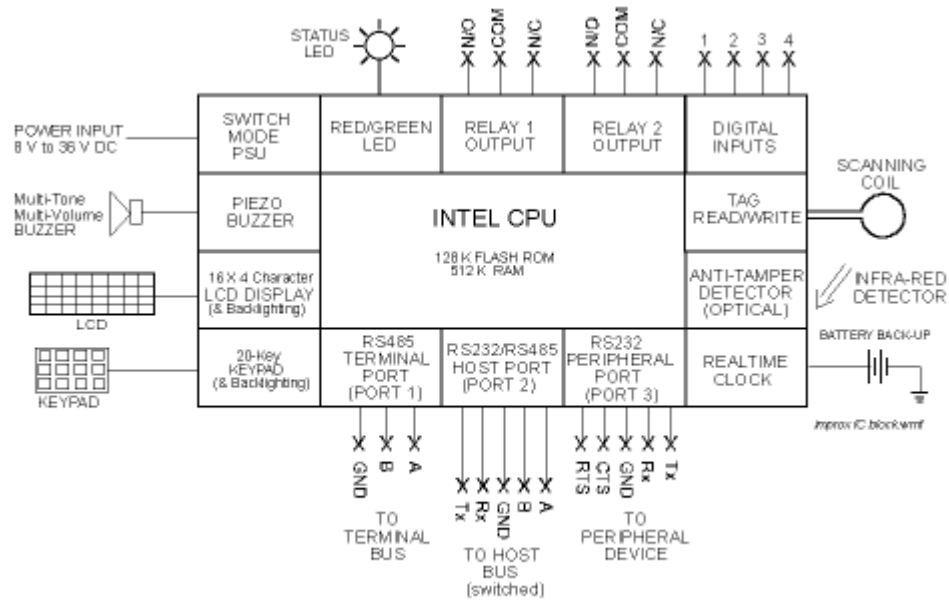 STATUS
LED
N/O
COM
N/C
N/O
COM
N/C
1
2
3
4
POWER INPUT
8 V to 36 V DC
SWITCH
MODE
PSU
RED/GREEN
LED
RELAY 1
OUTPUT
RELAY 2
OUTPUT
DIGITAL
INPUTS
SCANNING
COIL
Multi-Tone
Multi-Volume
BUZZER
PIEZO
BUZZER
INTEL CPU
128 K FLASH ROM
512 K RAM
TAG
READ/WRITE
LCD
16 X 4 Character
LCD DISPLAY
(& Backlighting)
ANTI-TAMPER
DETECTOR
(OPTICAL)
INFRA-RED
DETECTOR
KEYPAD
20-Key
KEYPAD
(& Backlighting)
RS485
TERMINAL
PORT
(PORT 1)
RS232/RS485
HOST PORT
(PORT 2)
RS232
PERIPHERAL
PORT
(PORT 3)
REALTIME
CLOCK
BATTERY BACK-UP
Improx IC block.wmf
GND
B
A
TO
TERMINAL
BUS
Tx
Rx
GND
B
A
TO HOST
BUS
(switched)
RTS
CTS
GND
Rx
Tx
TO
PERIPHERAL
DEVICE